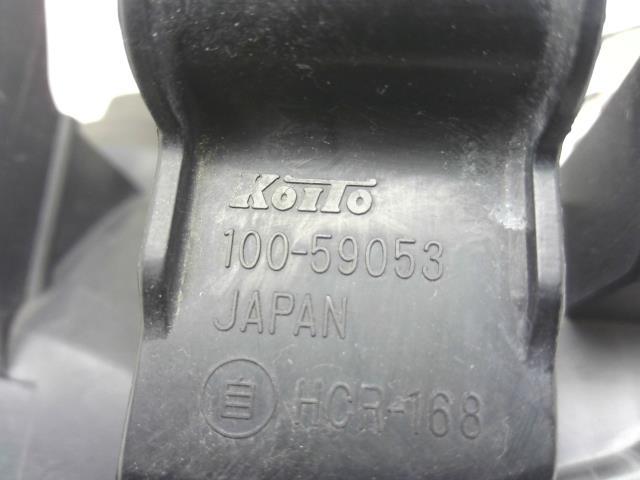 KOITO
100-59053
JAPAN
自 HCR-168